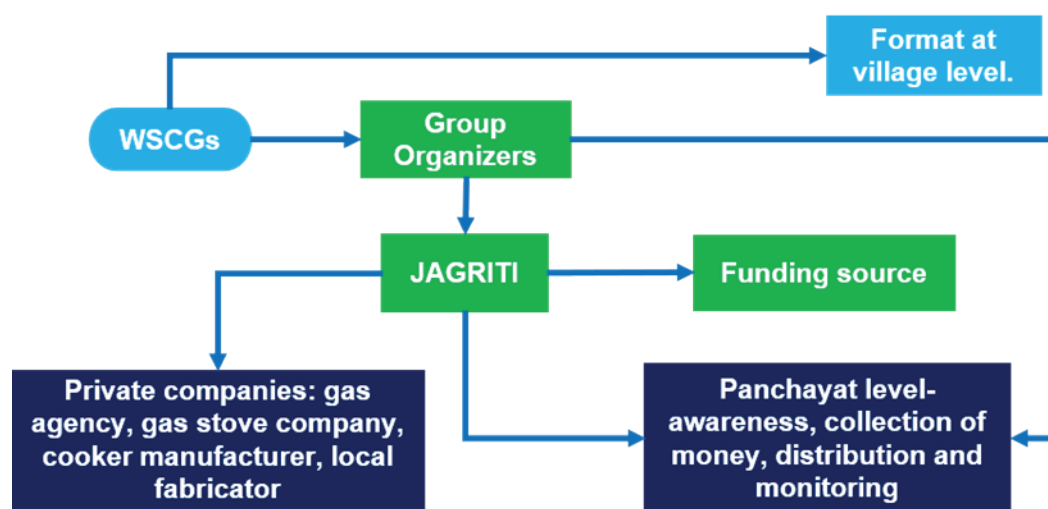 Format at
village level.
WSCGs
Group
Organizers
JAGRITI
Funding source
Private companies: gas
agency, gas stove company,
cooker manufacturer, local
fabricator
Panchayat level-
awareness, collection of
money, distribution and
monitoring